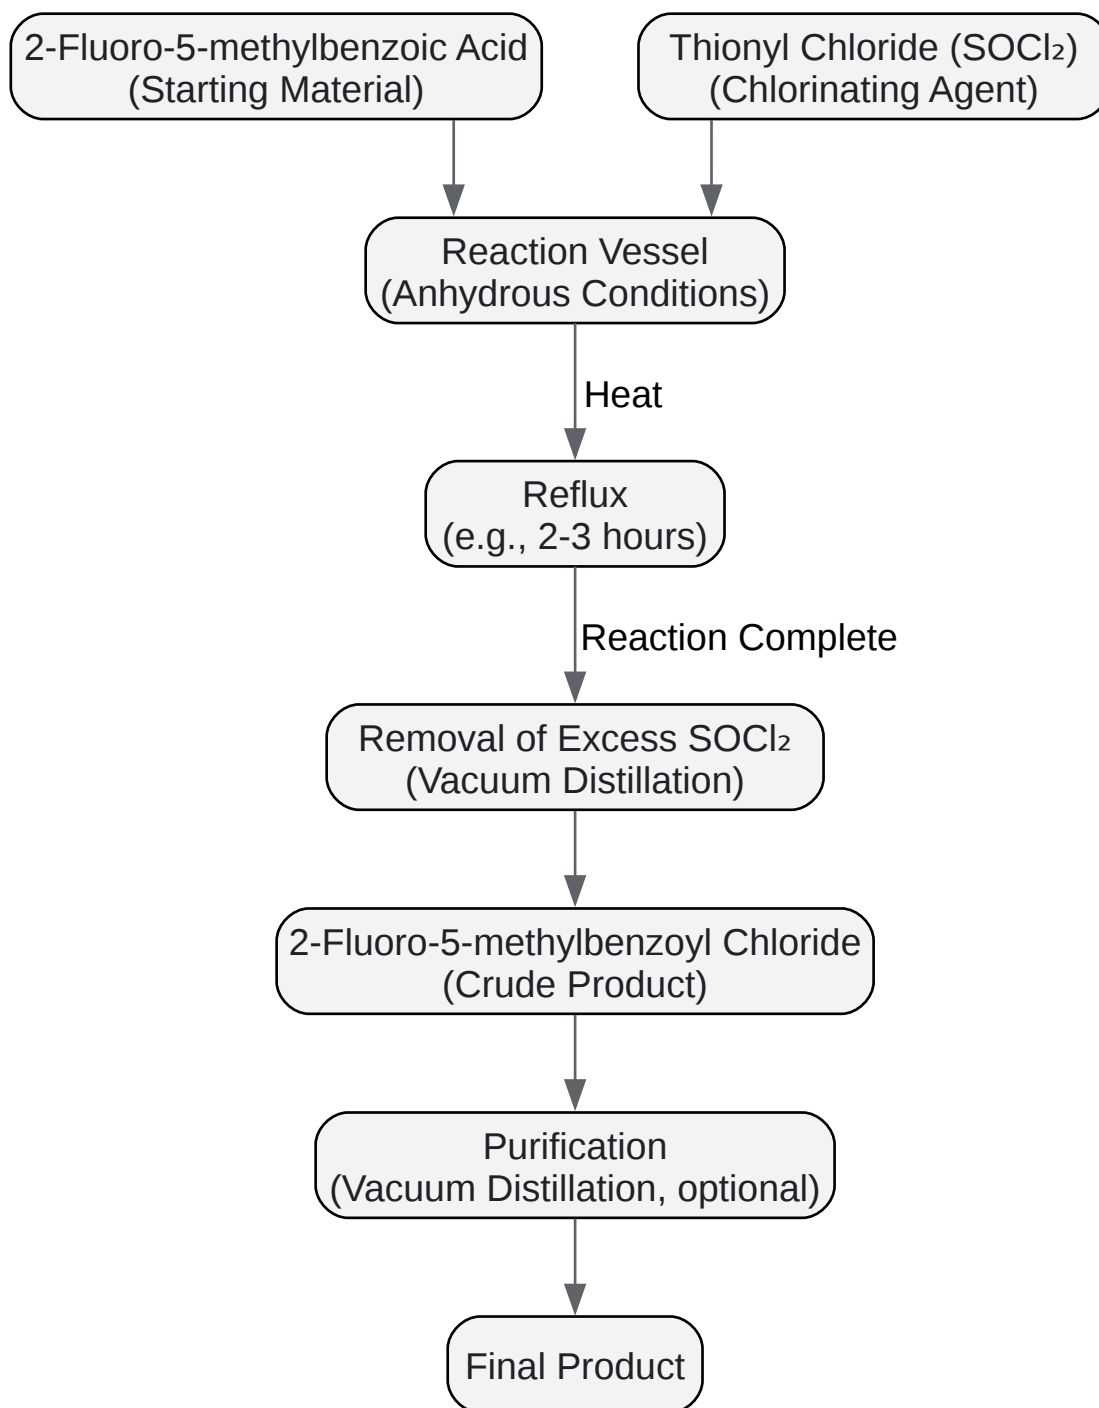 2-Fluoro-5-methylbenzoic Acid
(Starting Material)
Thionyl Chloride (SOCl₂)
(Chlorinating Agent)
Reaction Vessel
(Anhydrous Conditions)
Heat
Reflux
(e.g., 2-3 hours)
Reaction Complete
Removal of Excess SOCl₂
(Vacuum Distillation)
2-Fluoro-5-methylbenzoyl Chloride
(Crude Product)
Purification
(Vacuum Distillation, optional)
Final Product